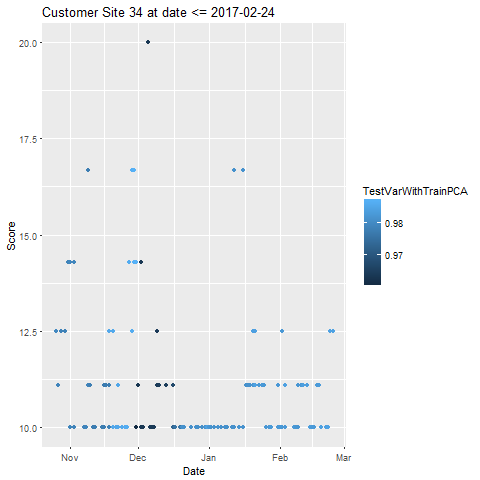 Customer Site 34 at date <= 2017-02-24
20.0
17.5
15.0
12.5
10.0
Score
Nov Dec Jan Feb Mar
Date
TestVarWithTrainPCA
0.98
0.97